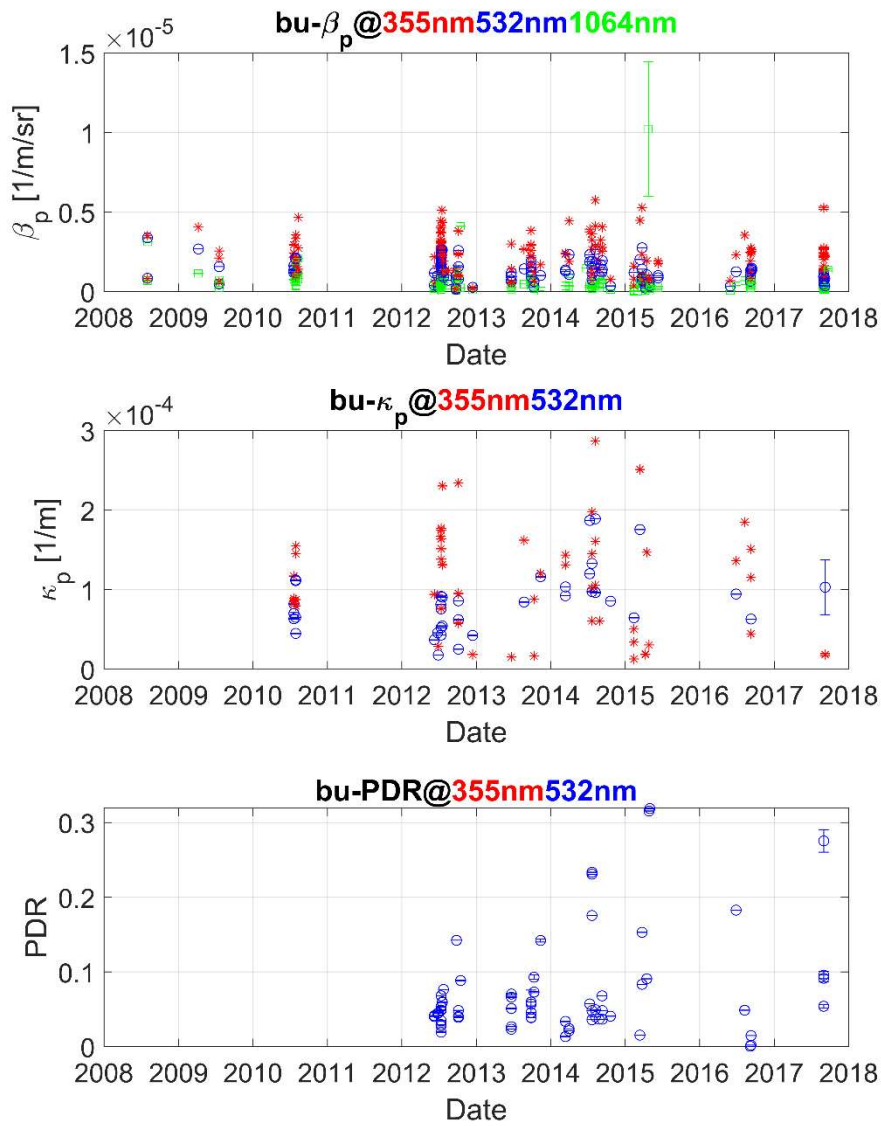 bu-βp@355nm532nm1064nm
×10-5
1.5
1
0.5
0
βp [1/m/sr]
2008 2009 2010 2011 2012 2013 2014 2015 2016 2017 2018
Date
bu-κp@355nm532nm
×10-4
3
2
1
0
κp [1/m]
2008 2009 2010 2011 2012 2013 2014 2015 2016 2017 2018
Date
bu-PDR@355nm532nm
0.3
0.2
0.1
0
PDR
2008 2009 2010 2011 2012 2013 2014 2015 2016 2017 2018
Date